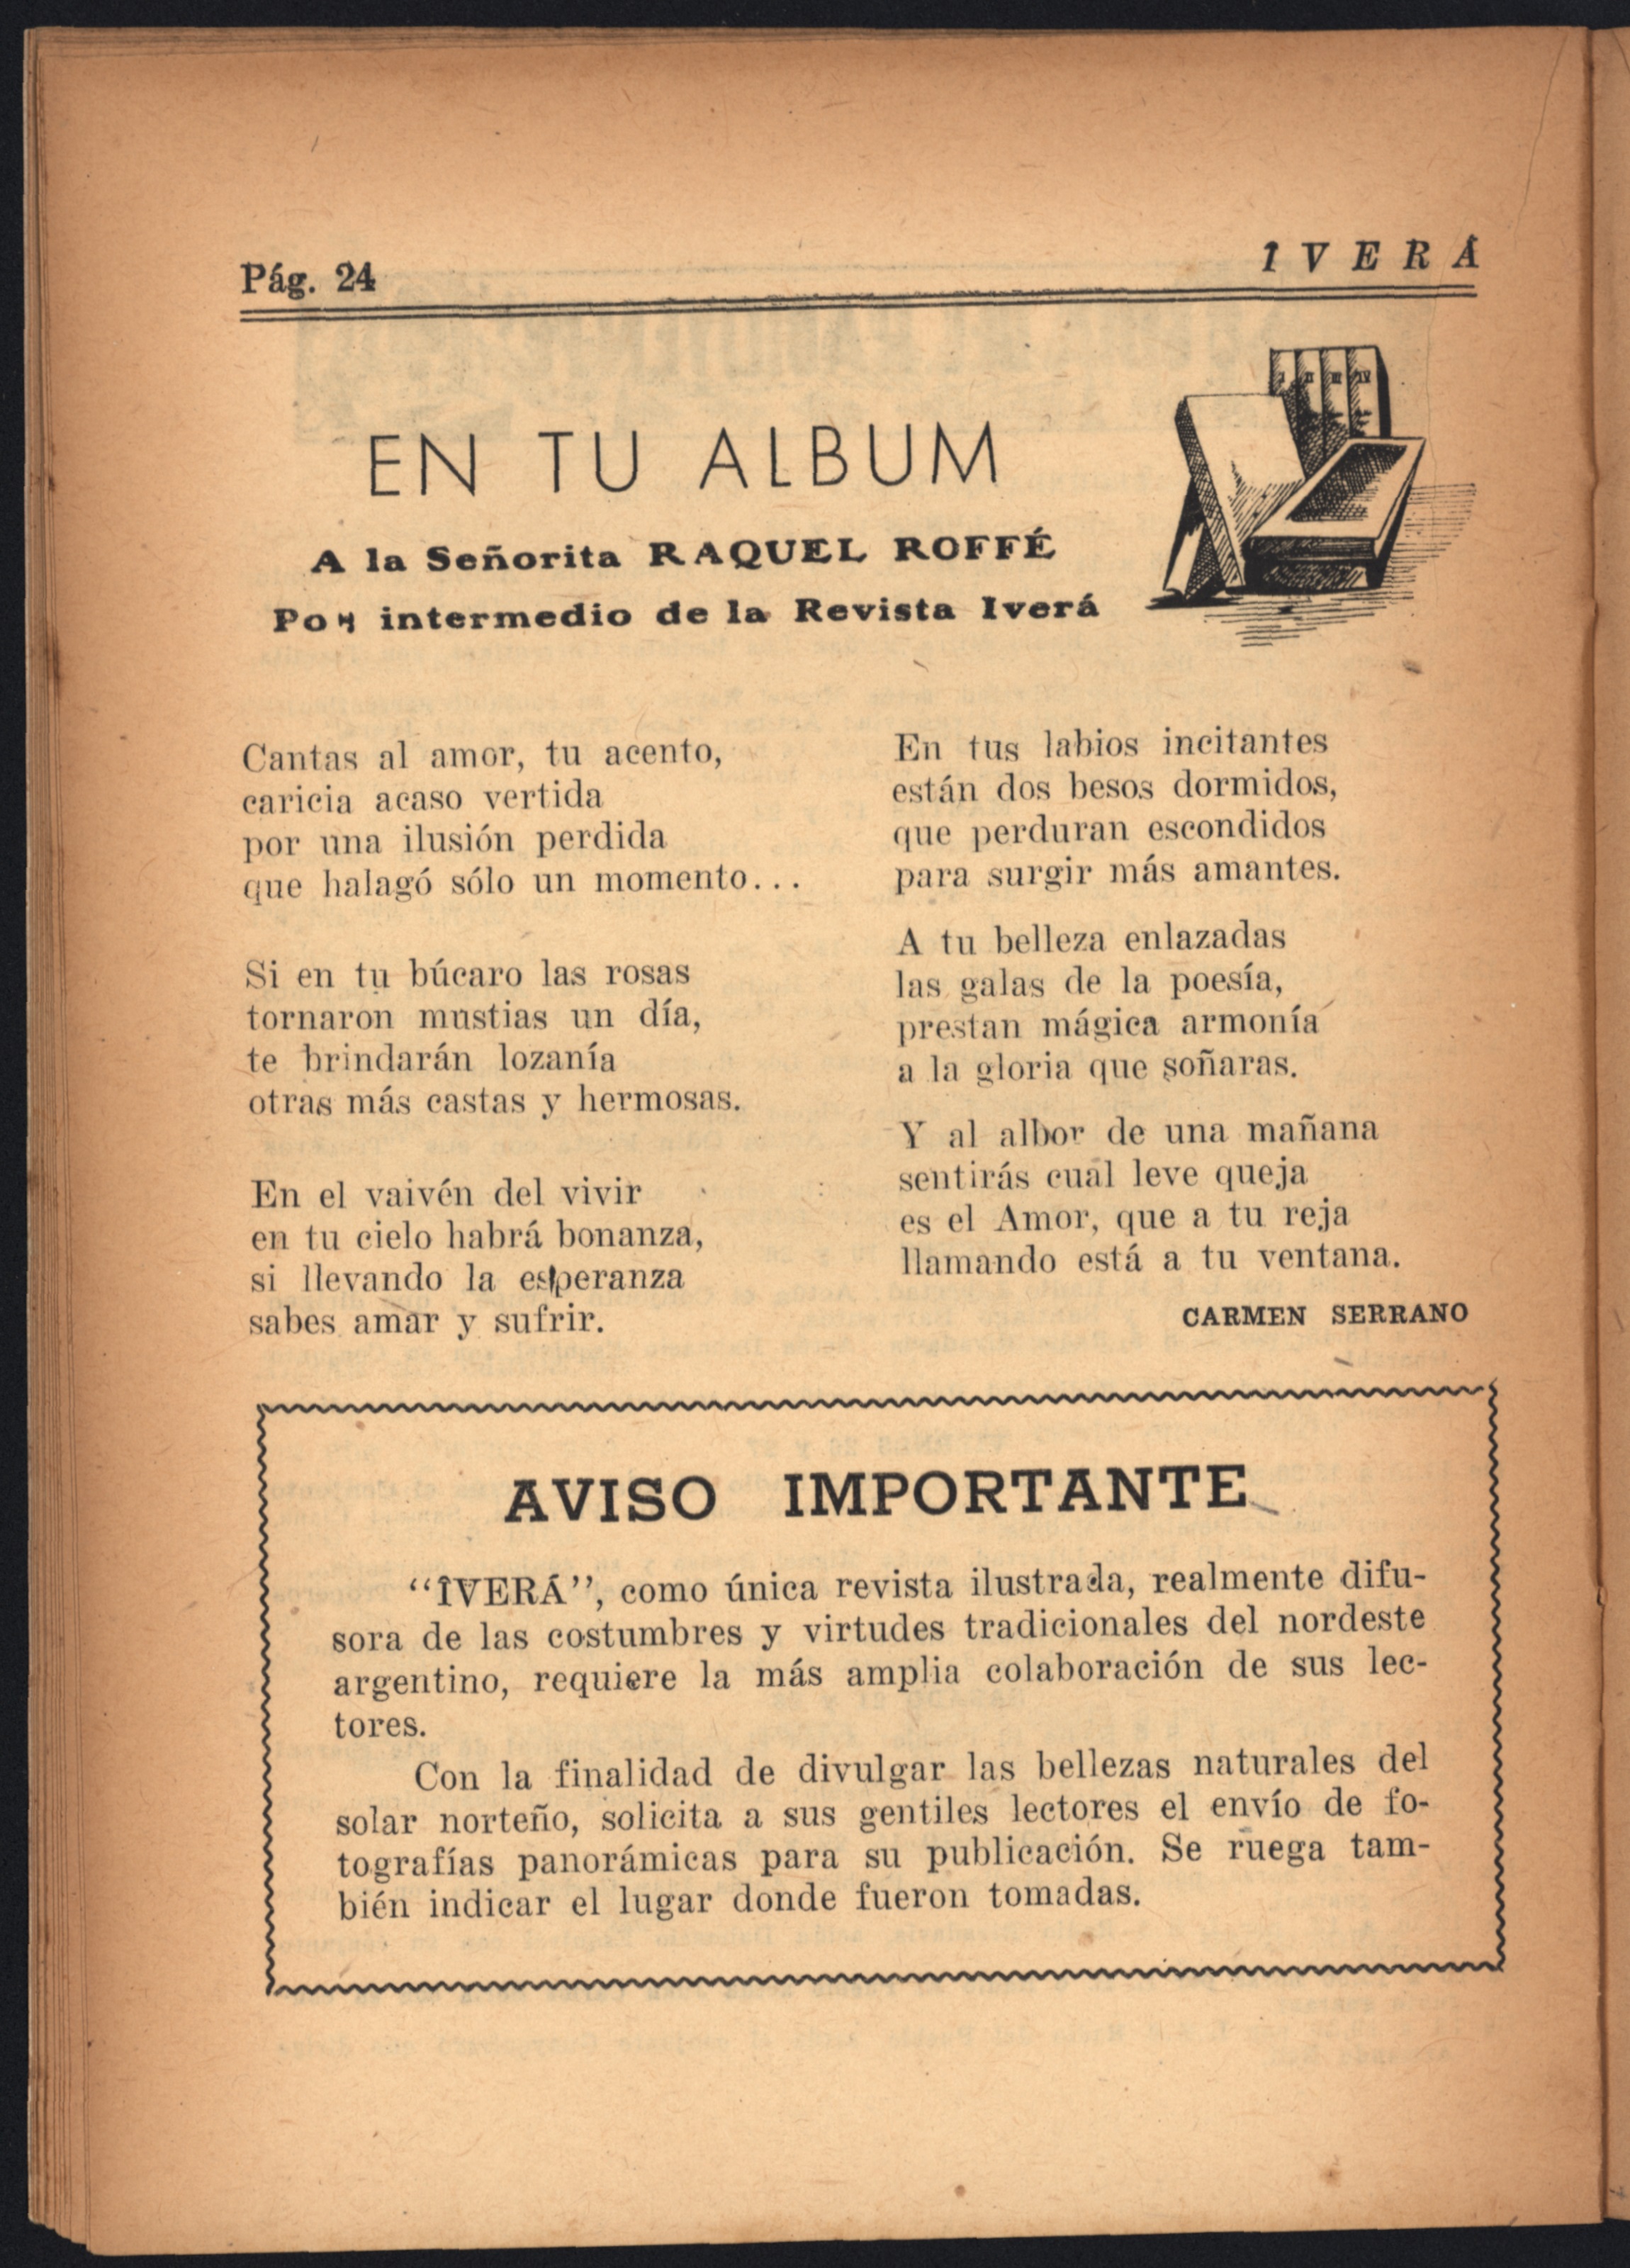 Pág. 24
IVERÁ
EN TU ALBUM
A la Señorita RAQUEL ROFFÉ
Por intermedio de la Revista Iverá
Cantas al amor, tu acento,
caricia acaso vertida
por una ilusión perdida
que halagó sólo un momento...
Si en tu búcaro las rosas
tornaron mustias un día,
te brindarán lozanía
otras más castas y hermosas.
En el vaivén del vivir
en tu cielo habrá bonanza,
si llevando la esperanza
sabes amar y sufrir.
En tus labios incitantes
están dos besos dormidos,
que perduran escondidos
para surgir más amantes.
A tu belleza enlazadas
las galas de la poesía,
prestan mágica armonía
a la gloria que soñaras.
Y al albor de una mañana
sentirás cual leve queja
es el Amor, que a tu reja
llamando está a tu ventana.
CARMEN SERRANO
AVISO IMPORTANTE
“ÎVERÁ”, como única revista ilustrada, realmente difu-
sora de las costumbres y virtudes tradicionales del nordeste
argentino, requiere la más amplia colaboración de sus lec-
tores.
Con la finalidad de divulgar las bellezas naturales del
solar norteño, solicita a sus gentiles lectores el envío de fo-
tografías panorámicas para su publicación. Se ruega tam-
bién indicar el lugar donde fueron tomadas.